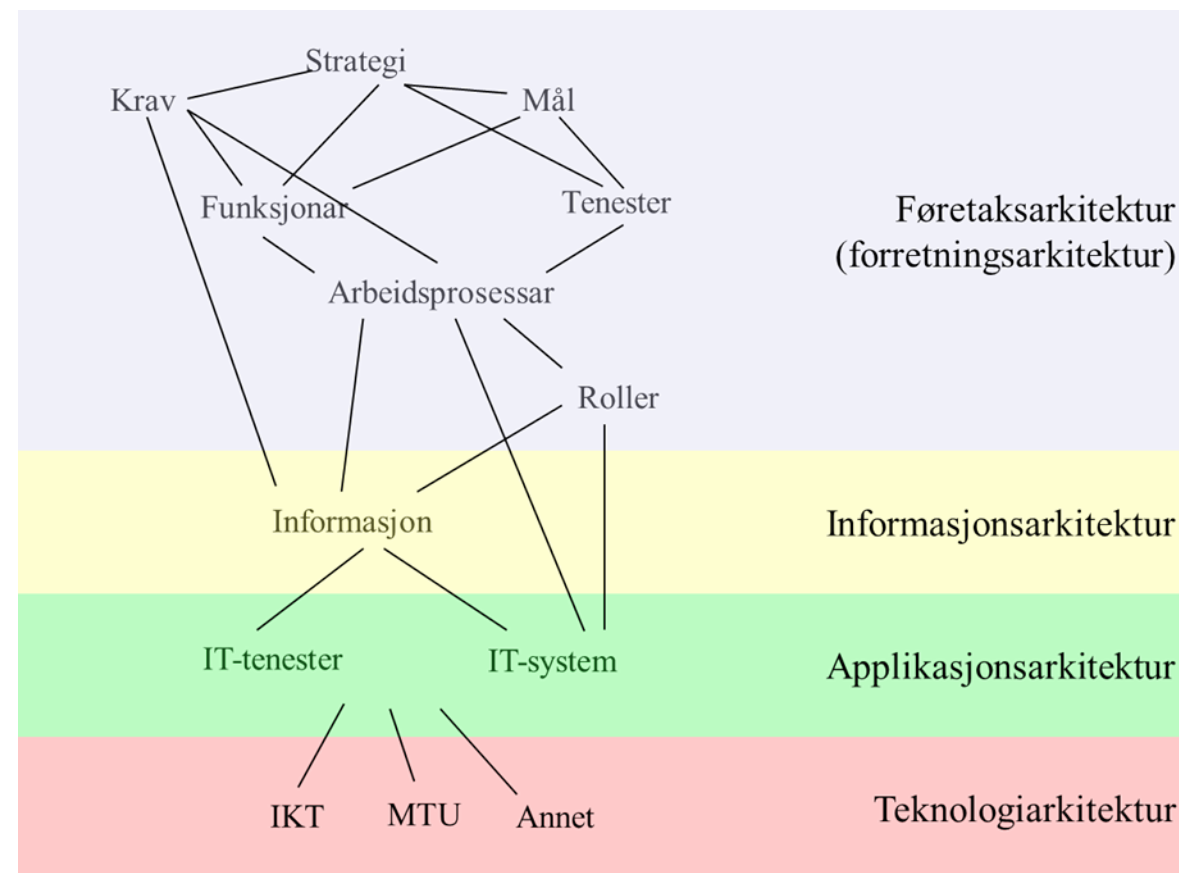 Strategi
Krav
Mål
Funksjonar
Tenester
Føretaksarkitektur
(forretningsarkitektur)
Arbeidsprosessar
Roller
Informasjon
Informasjonsarkitektur
IT-tenester
IT-system
Applikasjonsarkitektur
IKT
MTU
Annet
Teknologiarkitektur